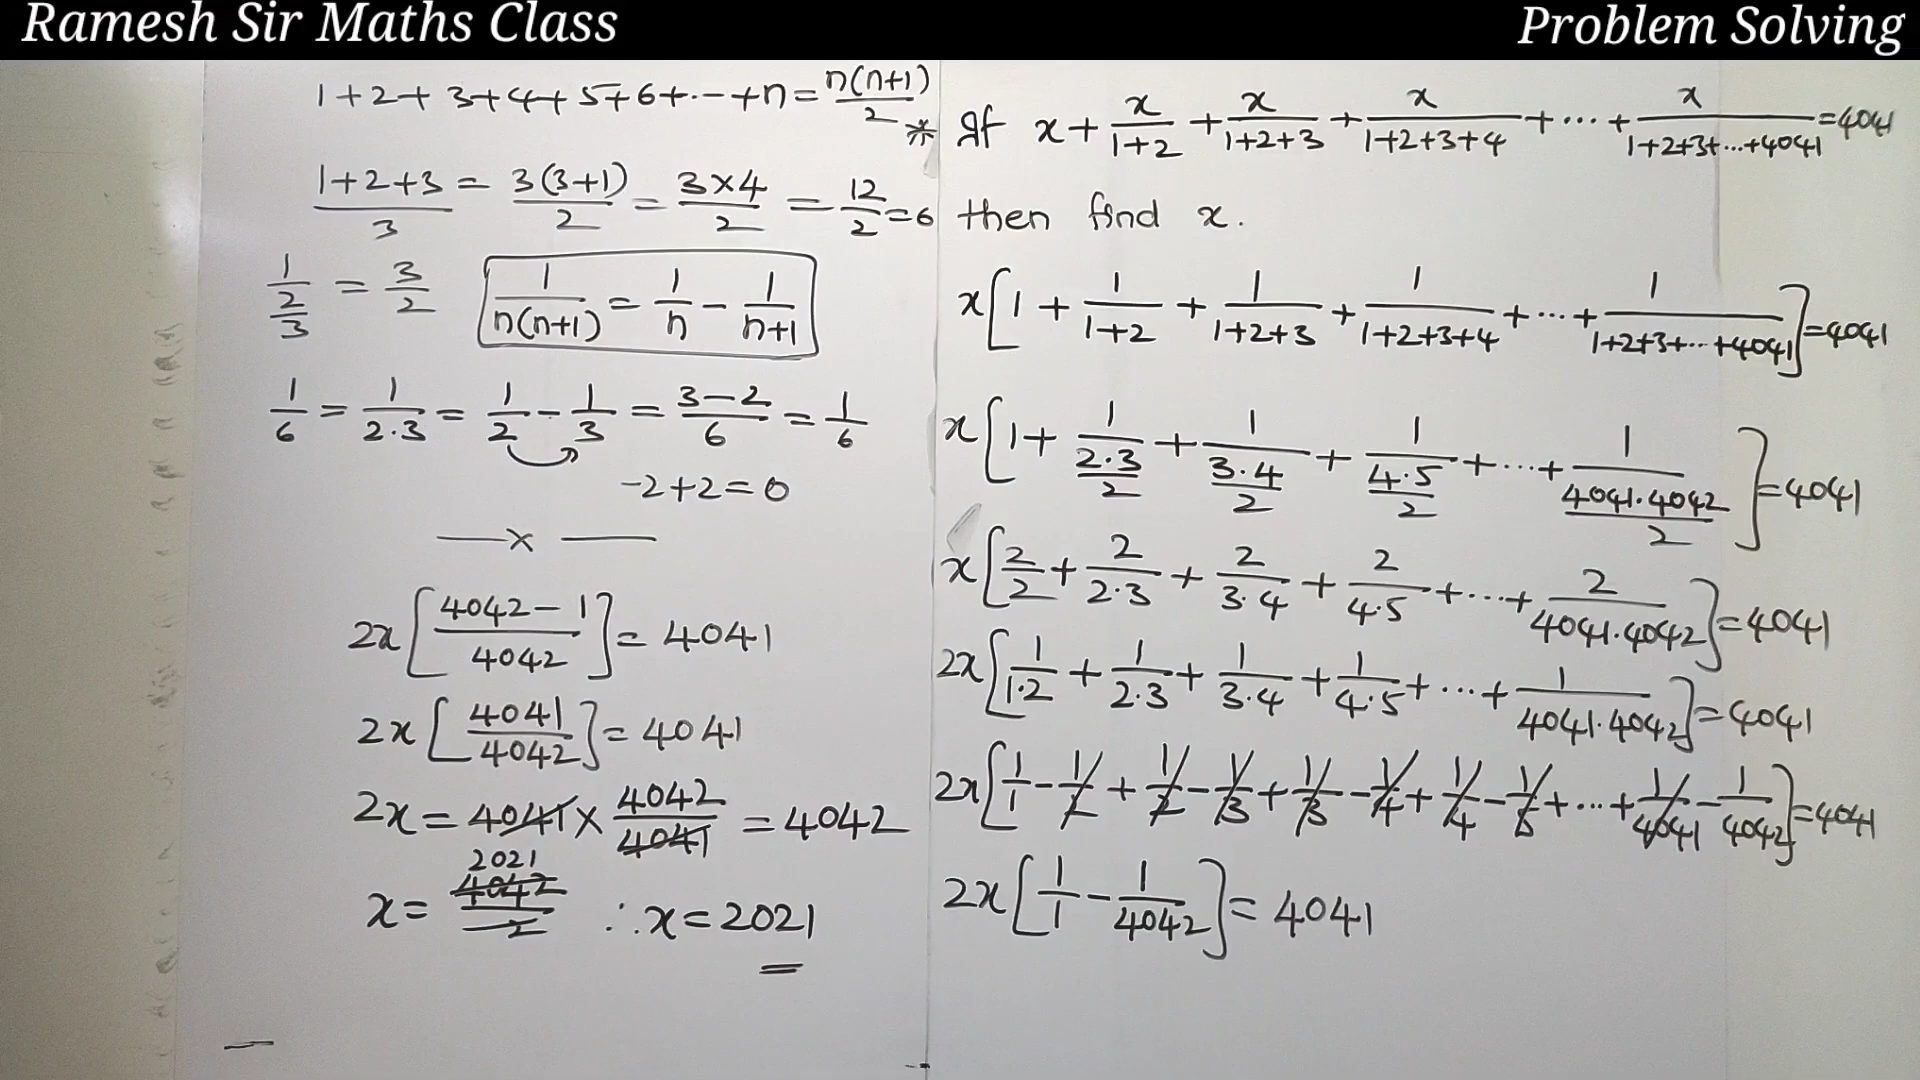 Ramesh Sir Maths Class
Problem Solving
1+2+3+4+5+6+...+n = n(n+1)/2
(1+2+3)/3 = 3(3+1)/2 = (3×4)/2 = 12/2 = 6
1/(2/3) = 3/2
1/(n(n+1)) = 1/n - 1/(n+1)
1/6 = 1/(2·3) = 1/2 - 1/3 = (3-2)/6 = 1/6
-2+2=0
—x—
* If x + x/(1+2) + x/(1+2+3) + x/(1+2+3+4) + ... + x/(1+2+3+...+4041) = 4041
then find x.
x[1 + 1/(1+2) + 1/(1+2+3) + 1/(1+2+3+4) + ... + 1/(1+2+3+...+4041)] = 4041
x[1 + 1/(2·3/2) + 1/(3·4/2) + 1/(4·5/2) + ... + 1/(4041·4042/2)] = 4041
x[2/2 + 2/(2·3) + 2/(3·4) + 2/(4·5) + ... + 2/(4041·4042)] = 4041
2x[1/(1·2) + 1/(2·3) + 1/(3·4) + 1/(4·5) + ... + 1/(4041·4042)] = 4041
2x[1/1 - 1/2 + 1/2 - 1/3 + 1/3 - 1/4 + 1/4 - 1/5 + ... + 1/4041 - 1/4042] = 4041
2x[1/1 - 1/4042] = 4041
2x[(4042-1)/4042] = 4041
2x[4041/4042] = 4041
2x = 4041 × 4042/4041 = 4042
2021
x = 4042/2 ∴ x = 2021